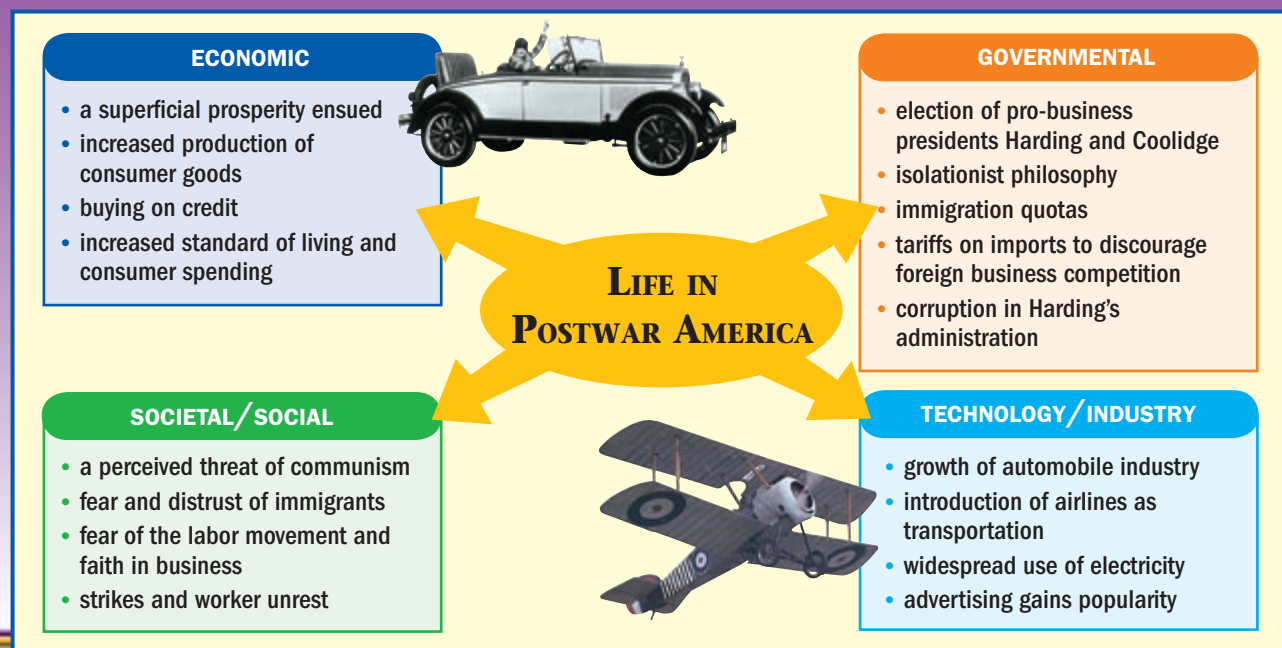 ECONOMIC
• a superficial prosperity ensued
• increased production of
consumer goods
• buying on credit
• increased standard of living and
consumer spending
GOVERNMENTAL
• election of pro-business
presidents Harding and Coolidge
• isolationist philosophy
• immigration quotas
• tariffs on imports to discourage
foreign business competition
• corruption in Harding's
administration
LIFE IN
POSTWAR AMERICA
SOCIETAL/SOCIAL
• a perceived threat of communism
• fear and distrust of immigrants
• fear of the labor movement and
faith in business
• strikes and worker unrest
TECHNOLOGY/INDUSTRY
• growth of automobile industry
• introduction of airlines as
transportation
• widespread use of electricity
• advertising gains popularity